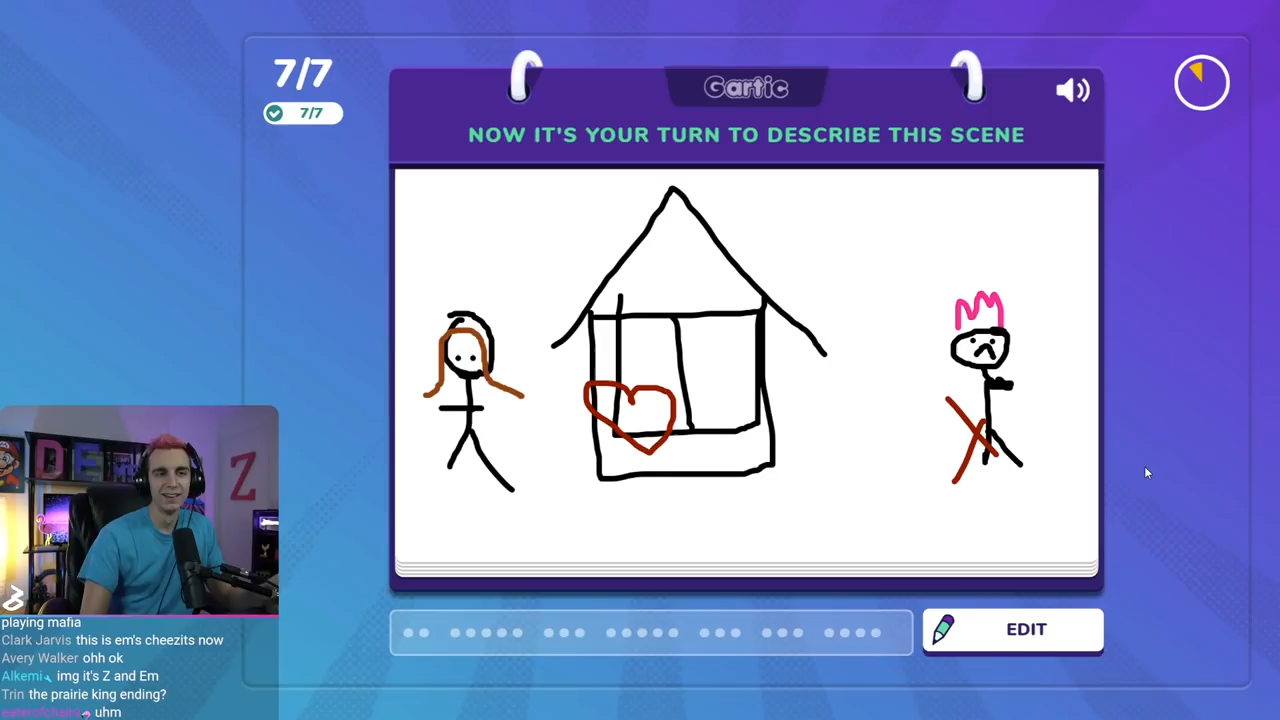 7/7
7/7
Gartic
NOW IT'S YOUR TURN TO DESCRIBE THIS SCENE
EDIT
DE
Z
playing mafia
Clark Jarvis this is em's cheezits now
Avery Walker ohh ok
Alkemi img it's Z and Em
Trin the prairie king ending?
uhm